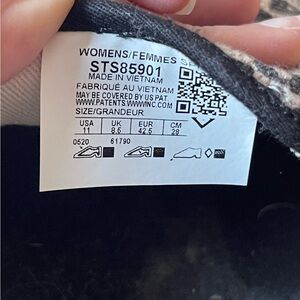 WOMENS/FEMMES
STS85901
MADE IN VIETNAM
FABRIQUÉ AU VIETNAM
MAY BE COVERED BY US PAT
WWW.PATENTS.WWWINC.COM
SIZE/GRANDEUR
USA UK EUR CM
11 8.5 42.5 28
0520 61790